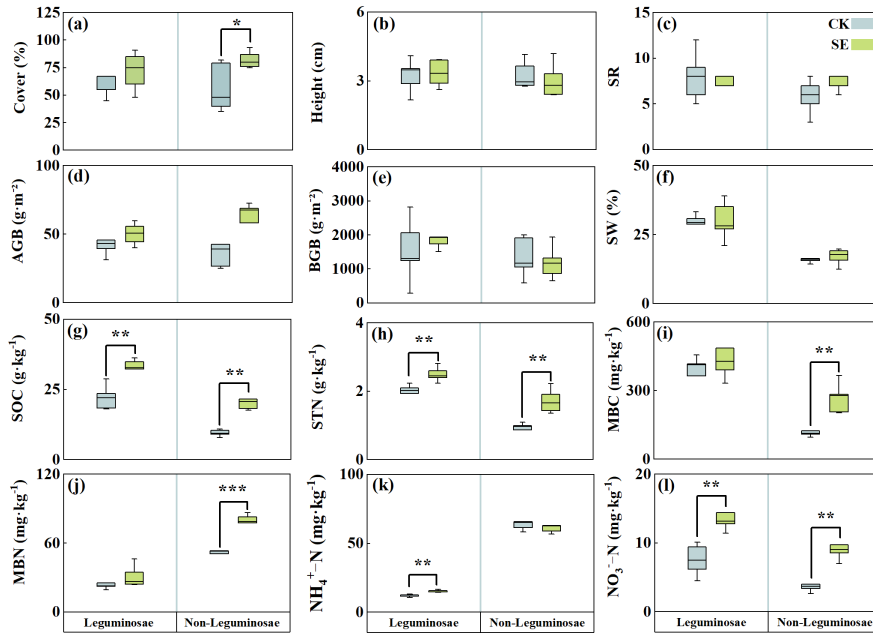 (a)
Cover (%)
125
100
75
50
25
0
*
(b)
Height (cm)
6
3
0
(c)
SR
15
10
5
0
CK
SE
(d)
AGB (g·m⁻²)
100
50
0
(e)
BGB (g·m⁻²)
4000
3000
2000
1000
0
(f)
SW (%)
50
25
0
(g)
SOC (g·kg⁻¹)
50
25
0
**
**
(h)
STN (g·kg⁻¹)
4
2
0
**
**
(i)
MBC (mg·kg⁻¹)
600
300
0
**
(j)
MBN (mg·kg⁻¹)
120
60
0
***
Leguminosae
Non-Leguminosae
(k)
NH₄⁺–N (mg·kg⁻¹)
100
50
0
**
Leguminosae
Non-Leguminosae
(l)
NO₃⁻–N (mg·kg⁻¹)
20
10
0
**
**
Leguminosae
Non-Leguminosae